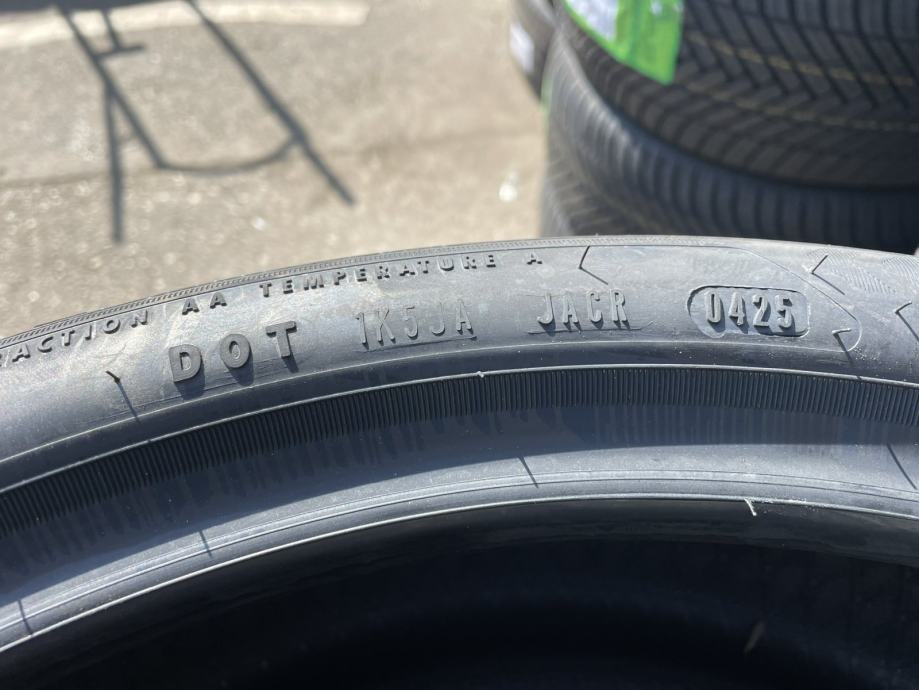 RACTION AA TEMPERATURE A
DOT 1K5JA JACR 0425